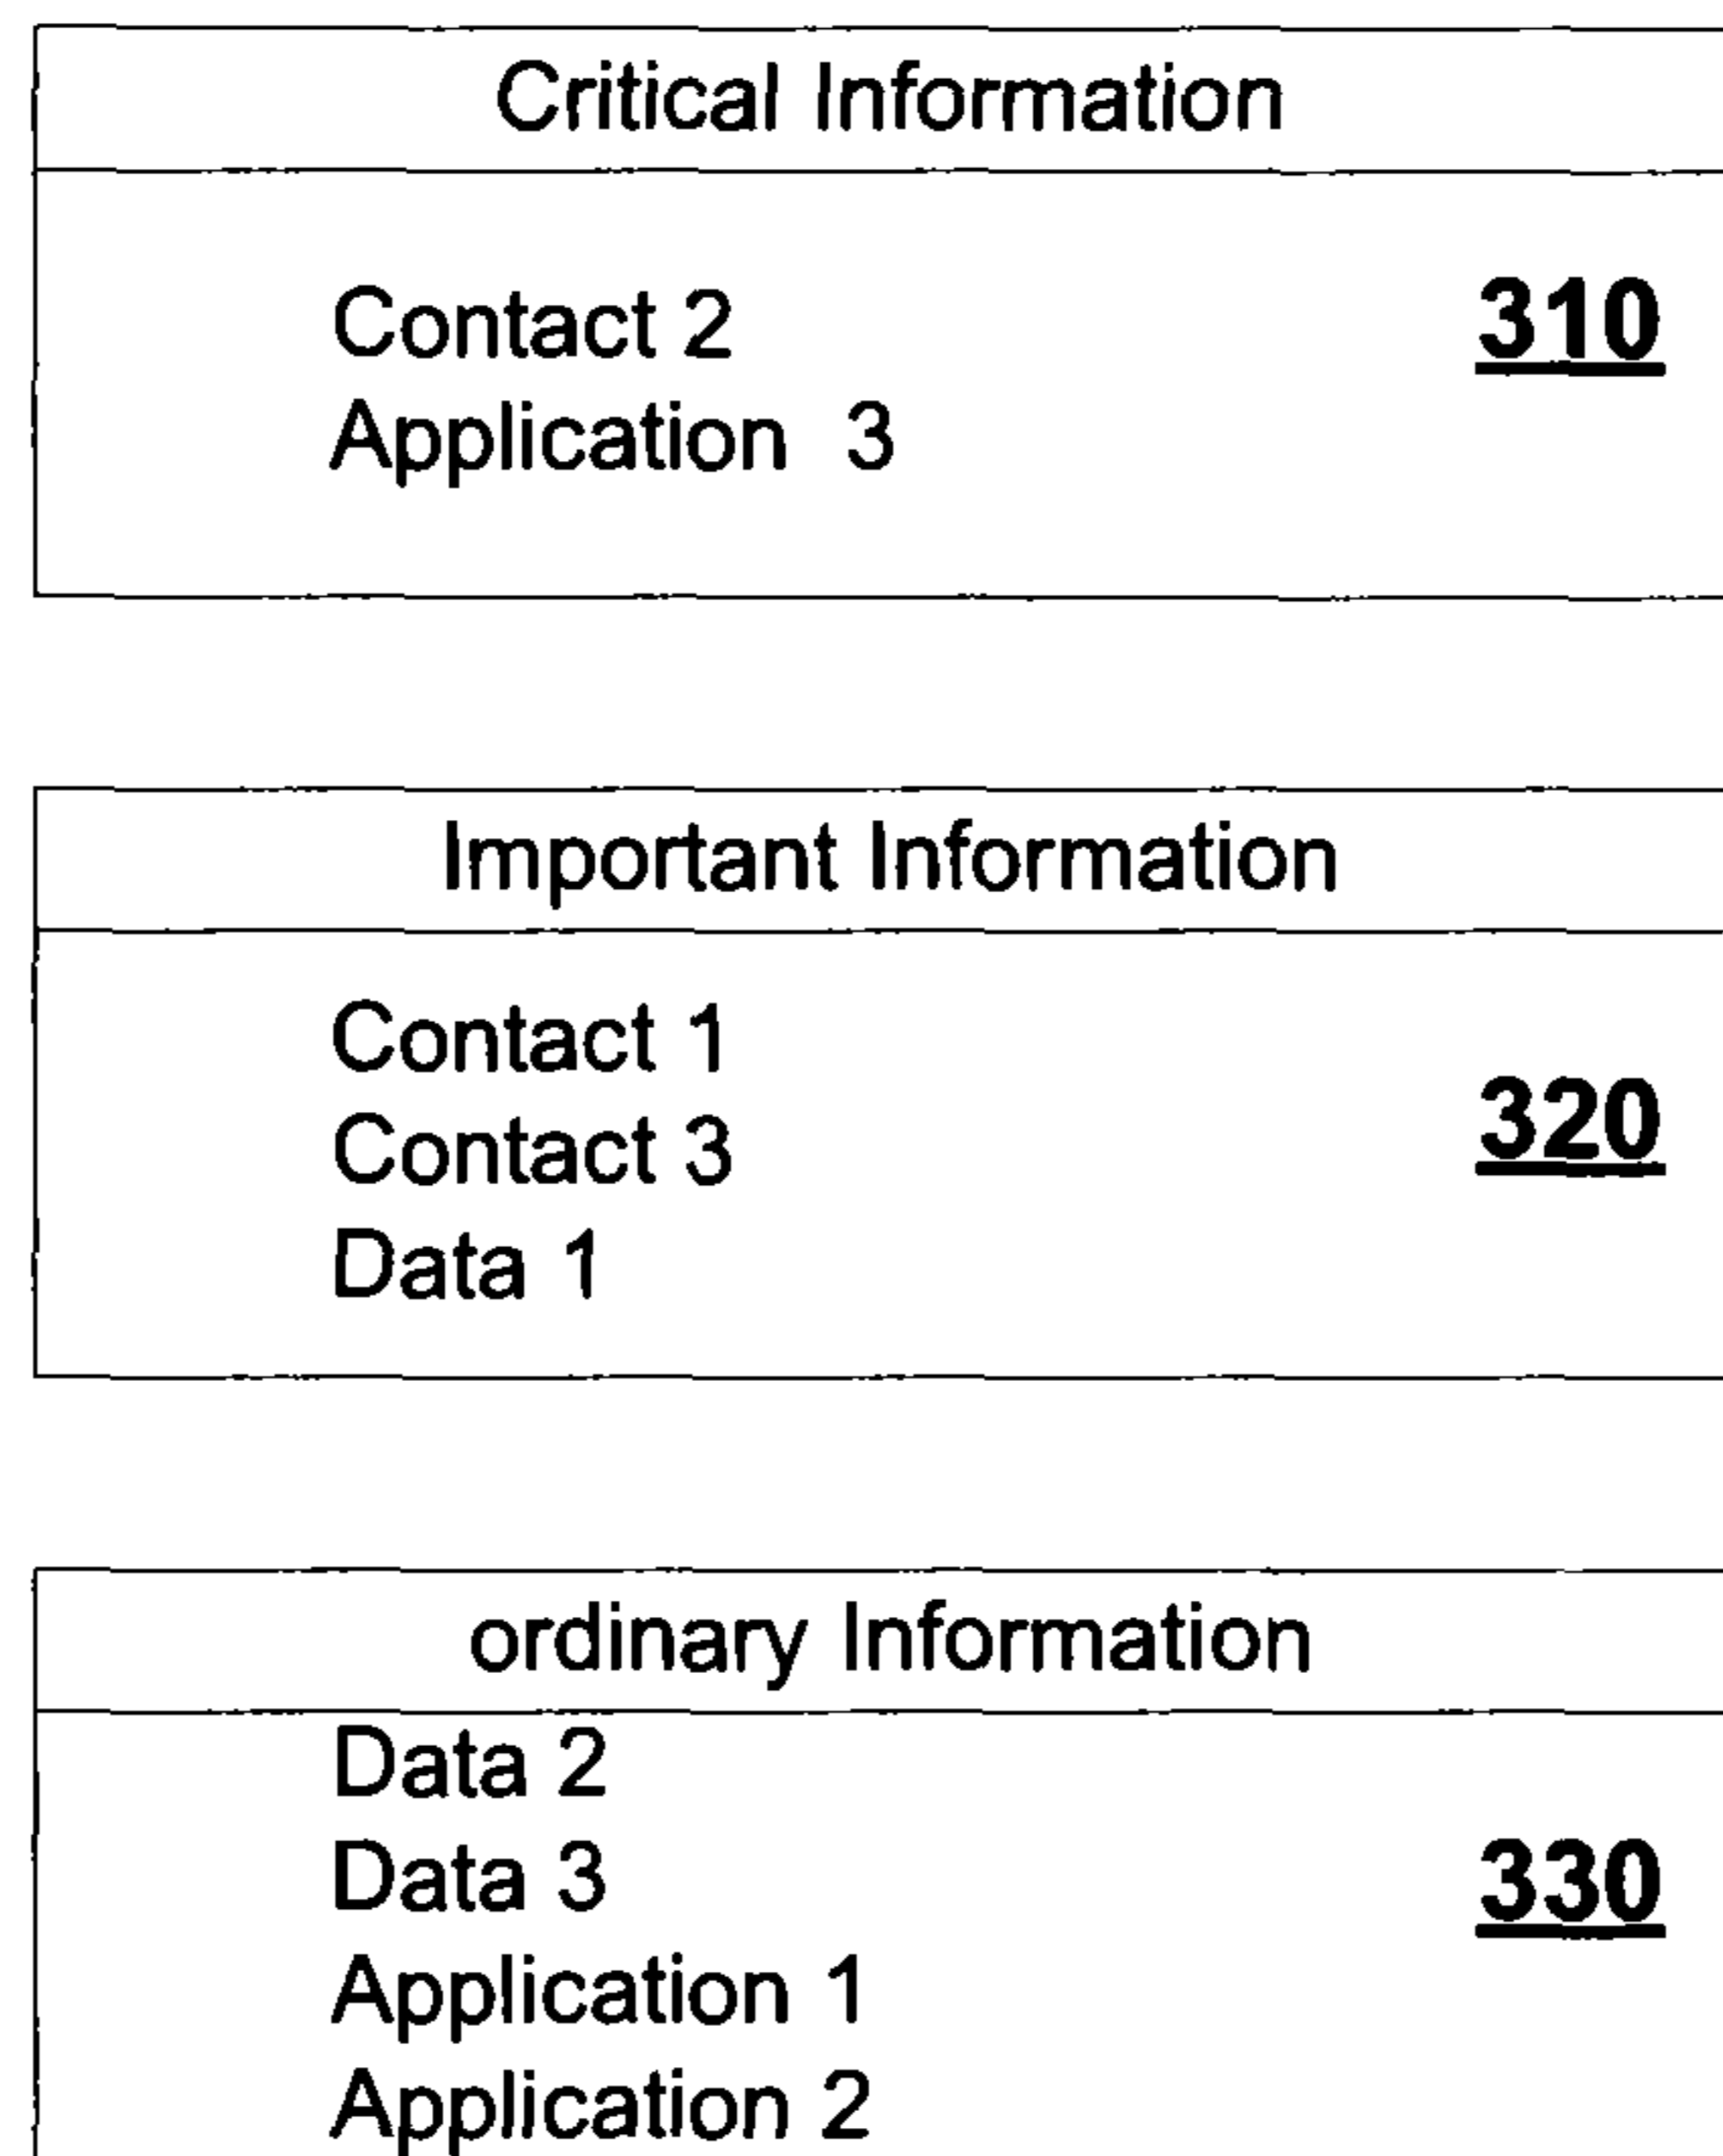 Critical Information
Contact 2
310
Application 3
Important Information
Contact 1
Contact 3
320
Data 1
ordinary Information
Data 2
Data 3
330
Application 1
Application 2